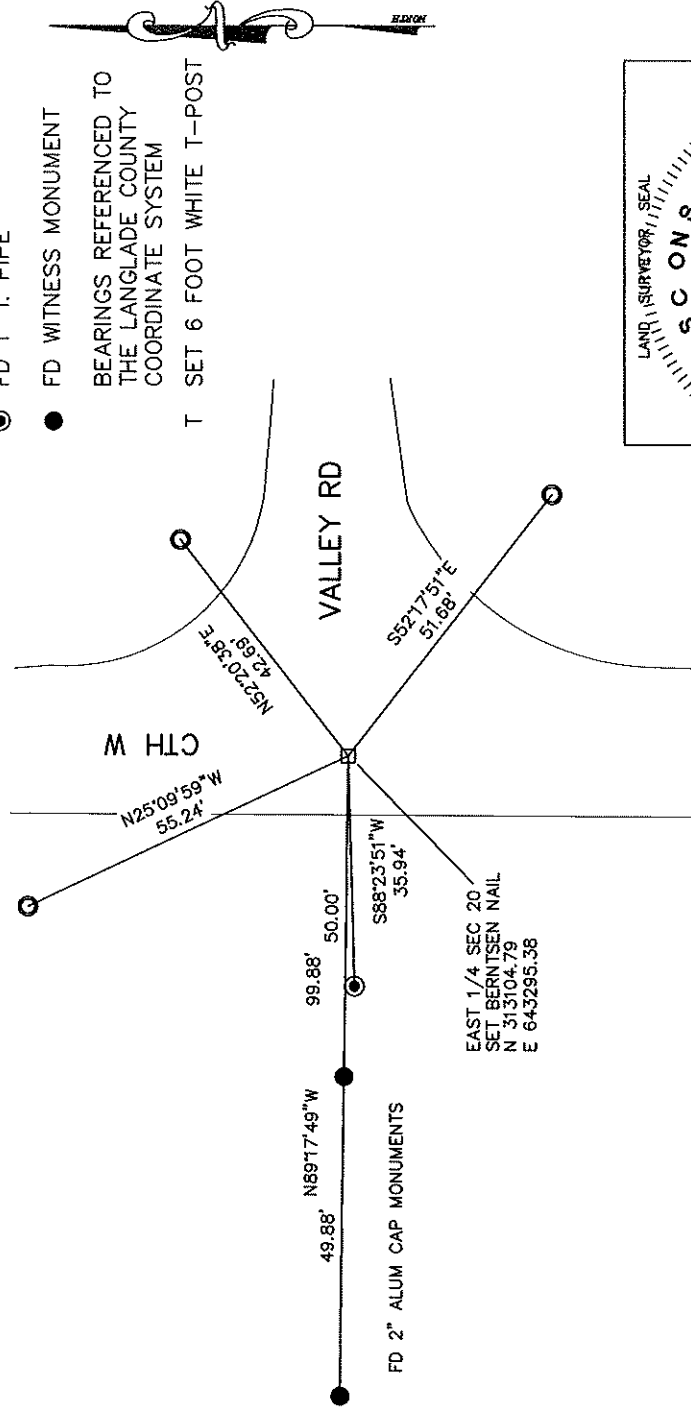 FD WITNESS MONUMENT
BEARINGS REFERENCED TO
THE LANGLADE COUNTY
COORDINATE SYSTEM
T SET 6 FOOT WHITE T-POST
NORTH
CTH W
VALLEY RD
N25°09'59"W
55.24'
N52°20'38"E
42.69'
S52°17'51"E
51.68'
S88°23'51"W
35.94'
99.88'
50.00'
N89°17'49"W
49.88'
FD 2" ALUM CAP MONUMENTS
EAST 1/4 SEC 20
SET BERNTSEN NAIL
N 313104.79
E 643295.38
LAND SURVEYOR SEAL
S C O N S